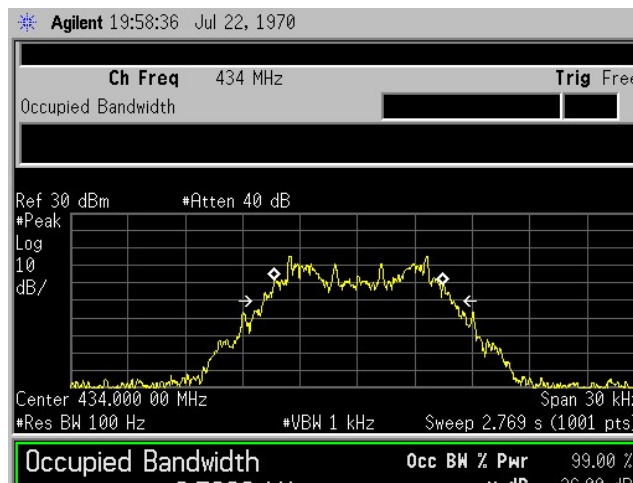 Agilent 19:58:36 Jul 22, 1970
Ch Freq 434 MHz Trig Free
Occupied Bandwidth
Ref 30 dBm #Atten 40 dB
#Peak
Log
10
dB/
Center 434.000 00 MHz Span 30 kHz
#Res BW 100 Hz #VBW 1 kHz Sweep 2.769 s (1001 pts)
Occupied Bandwidth Occ BW % Pwr 99.00 %